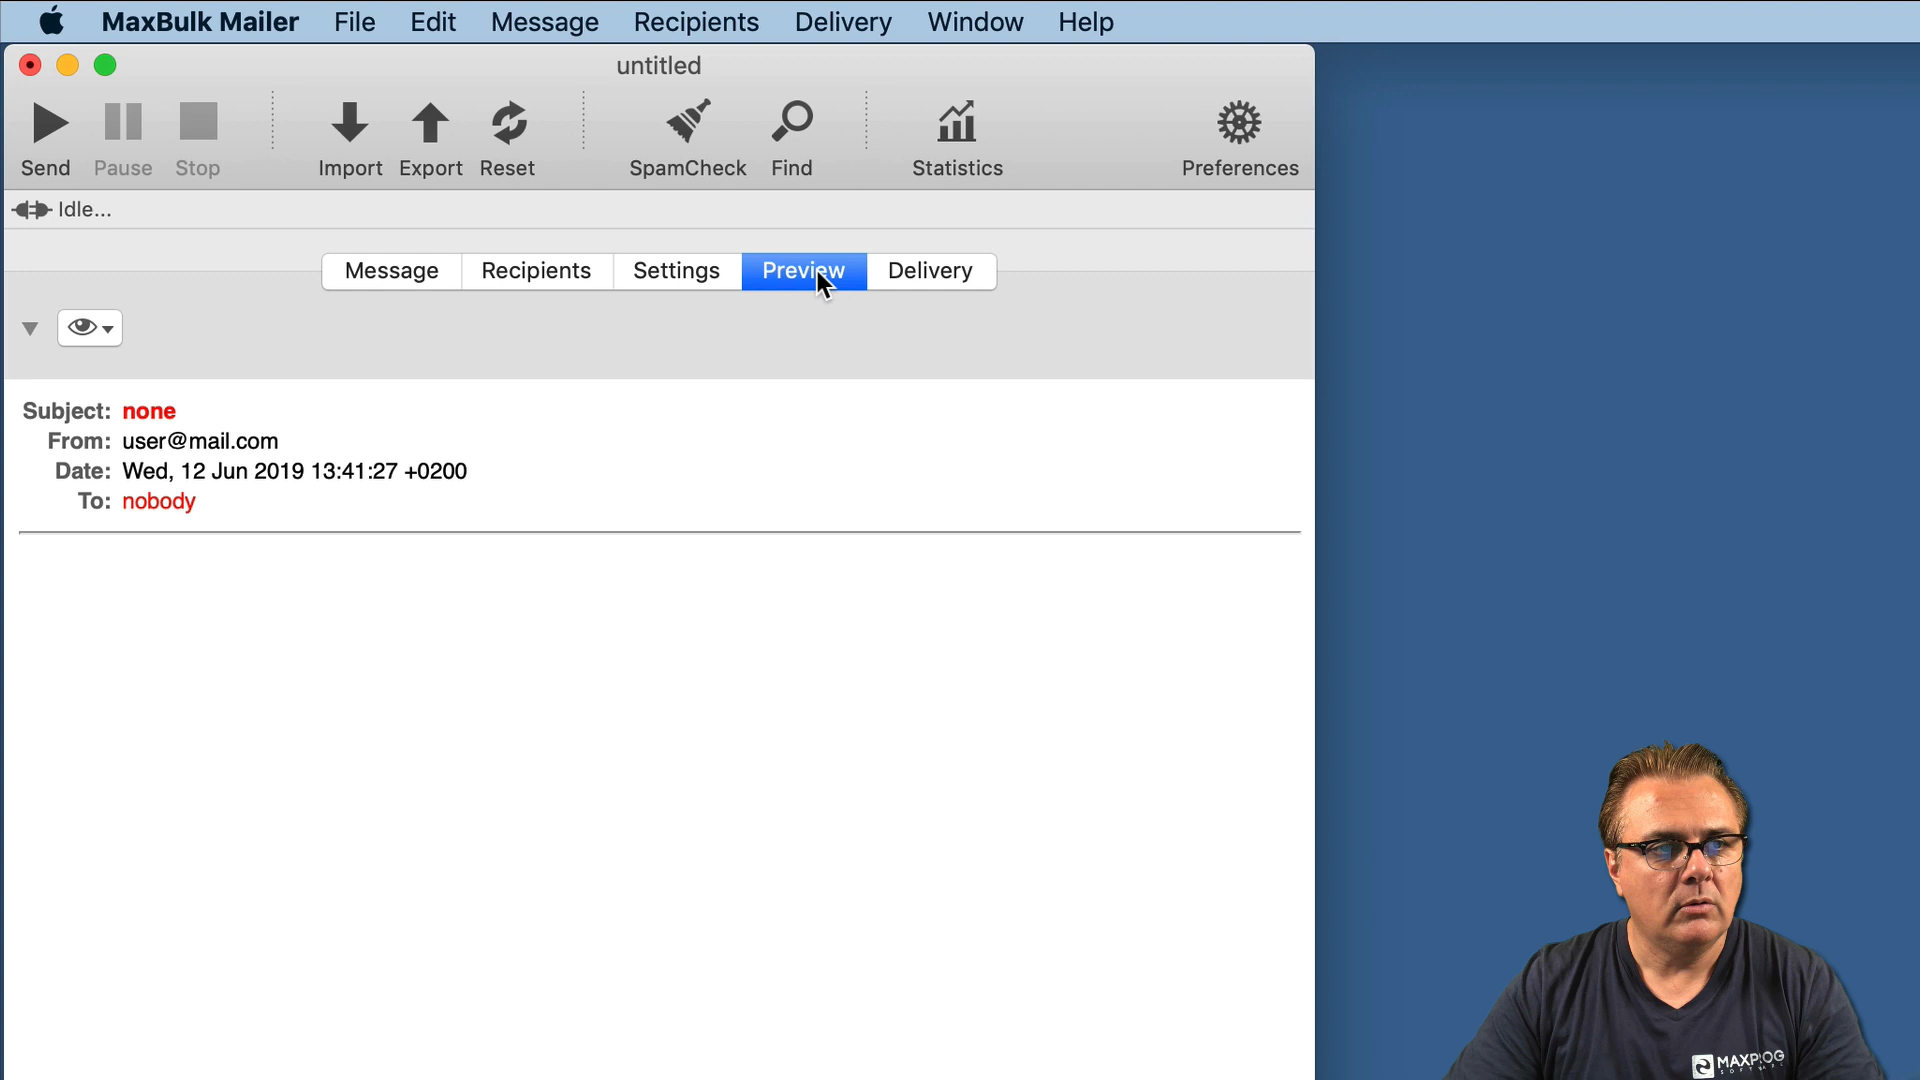 MaxBulk Mailer File Edit Message Recipients Delivery Window Help
untitled
Send Pause Stop Import Export Reset SpamCheck Find Statistics Preferences
Idle...
Message Recipients Settings Preview Delivery
Subject: none
From: user@mail.com
Date: Wed, 12 Jun 2019 13:41:27 +0200
To: nobody
MAXPROG
SOFTWARE